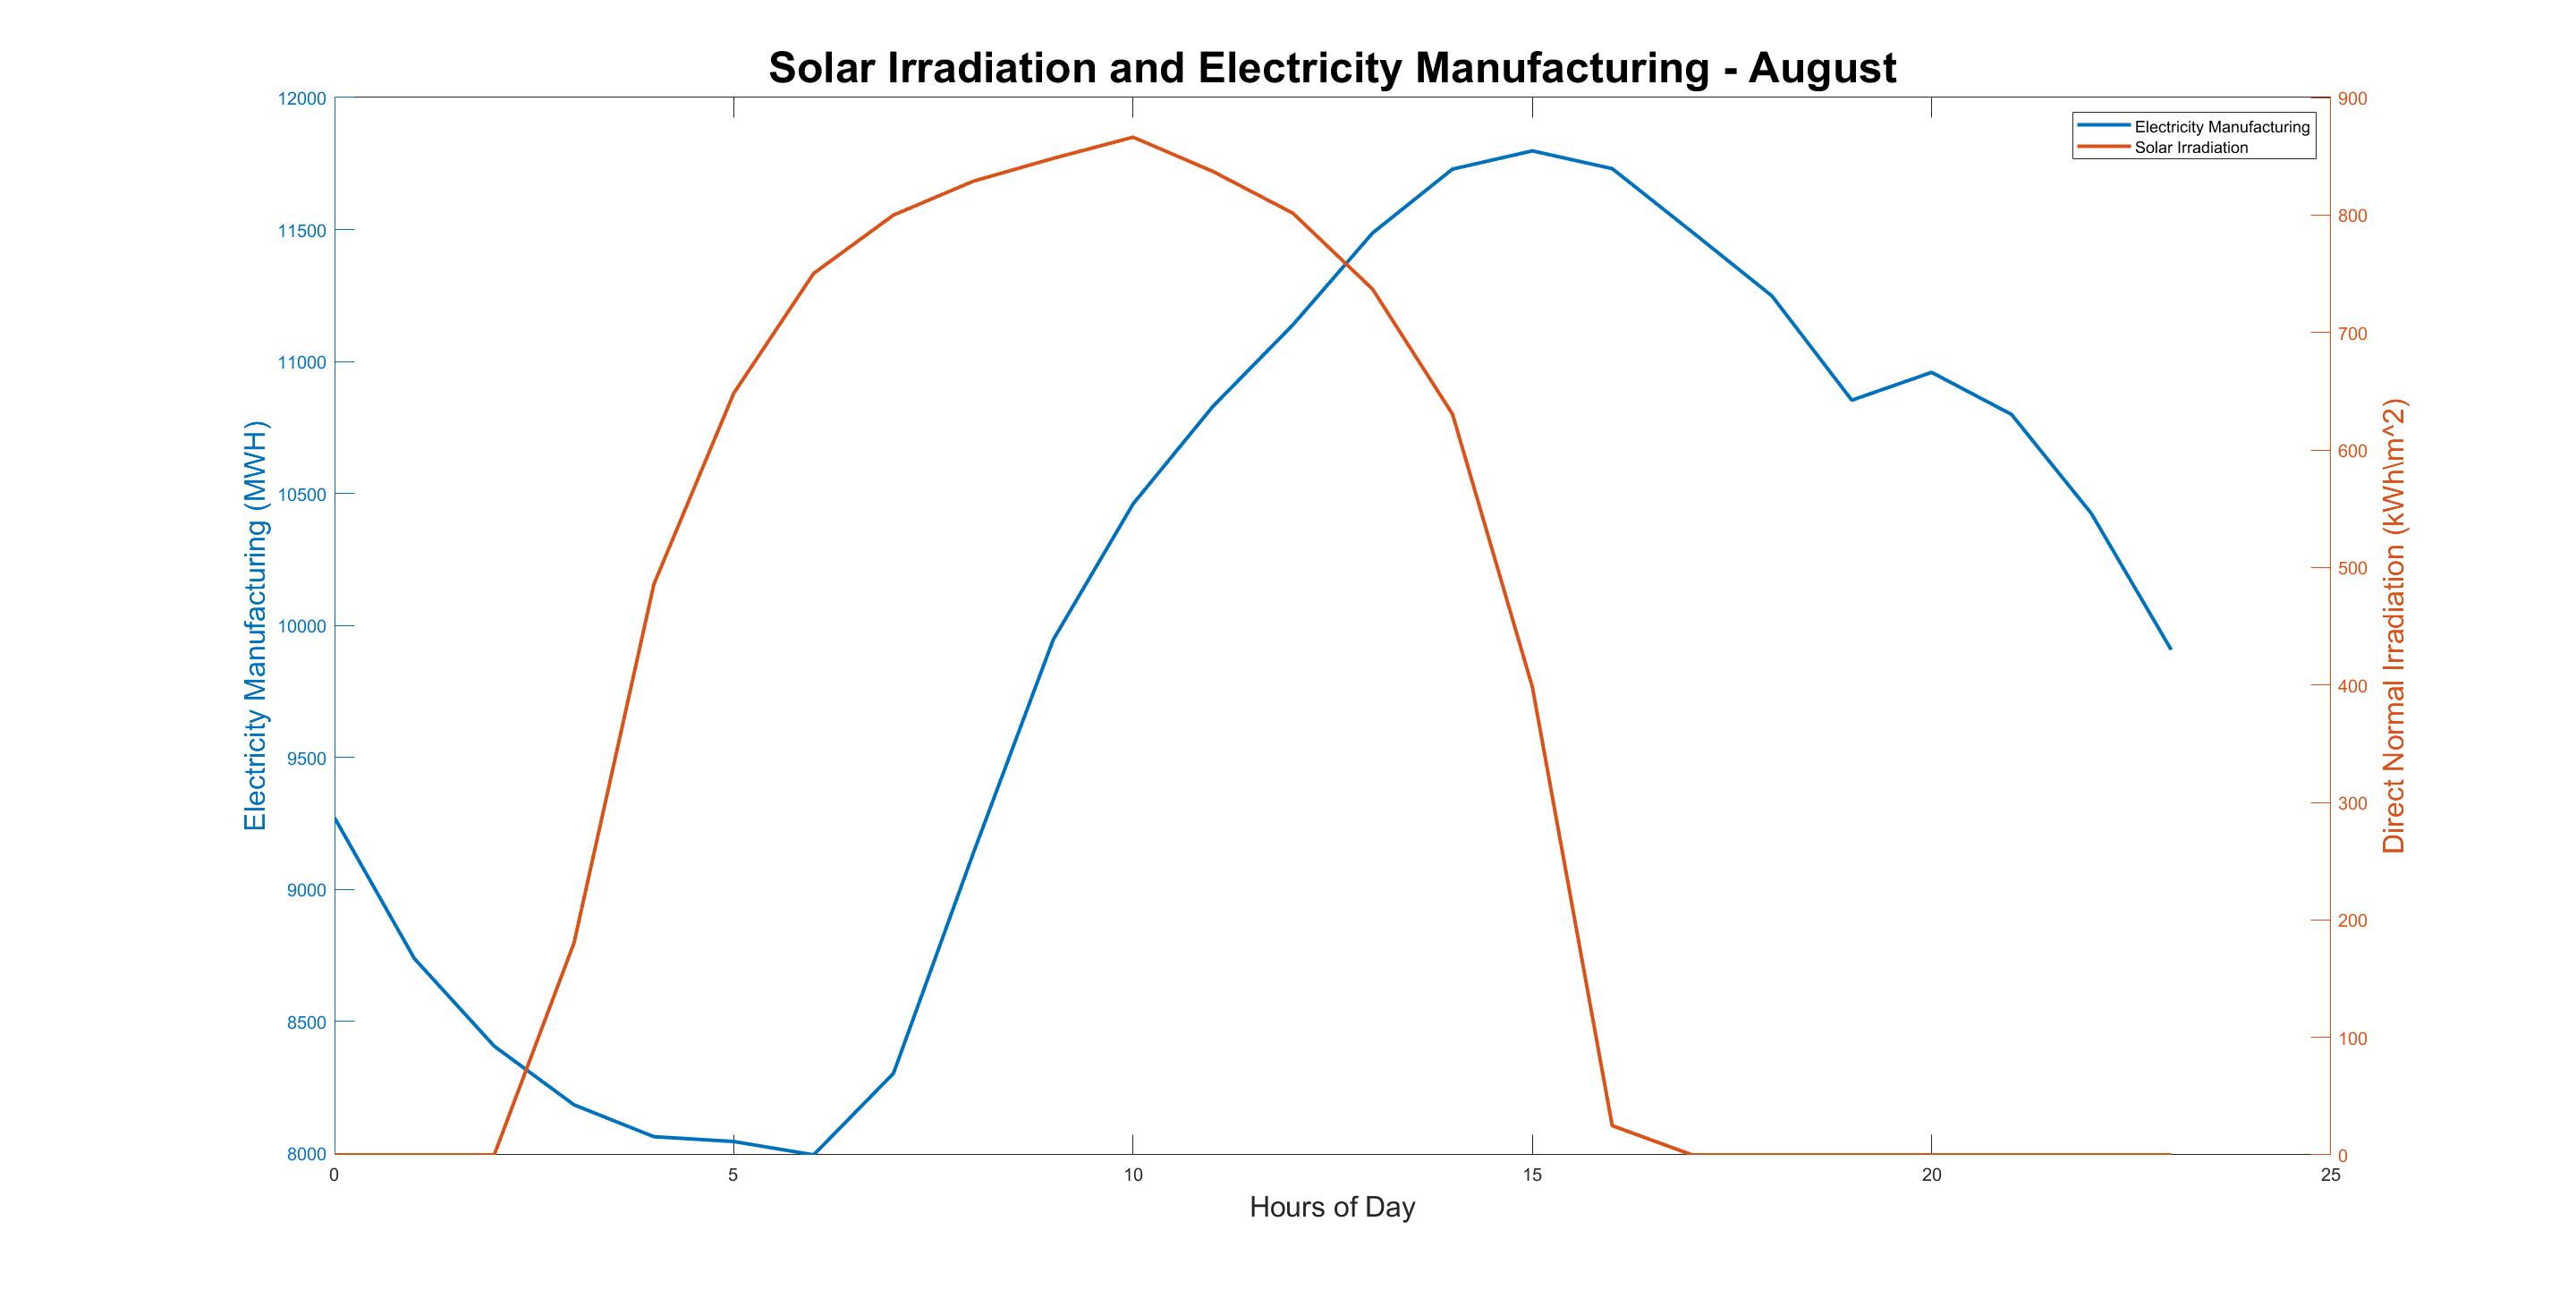 Solar Irradiation and Electricity Manufacturing - August
Electricity Manufacturing
Solar Irradiation
Electricity Manufacturing (MWH)
12000
11500
11000
10500
10000
9500
9000
8500
8000
900
800
700
600
500
400
300
200
100
0
Direct Normal Irradiation (kWh\m^2)
0 5 10 15 20 25
Hours of Day